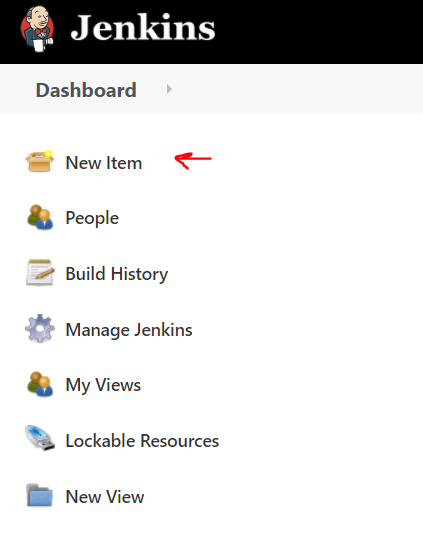 Jenkins
Dashboard
New Item
People
Build History
Manage Jenkins
My Views
Lockable Resources
New View